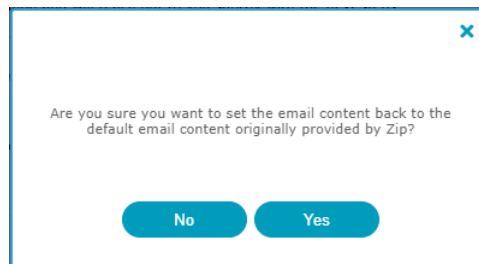 Are you sure you want to set the email content back to the
default email content originally provided by Zip?
No Yes